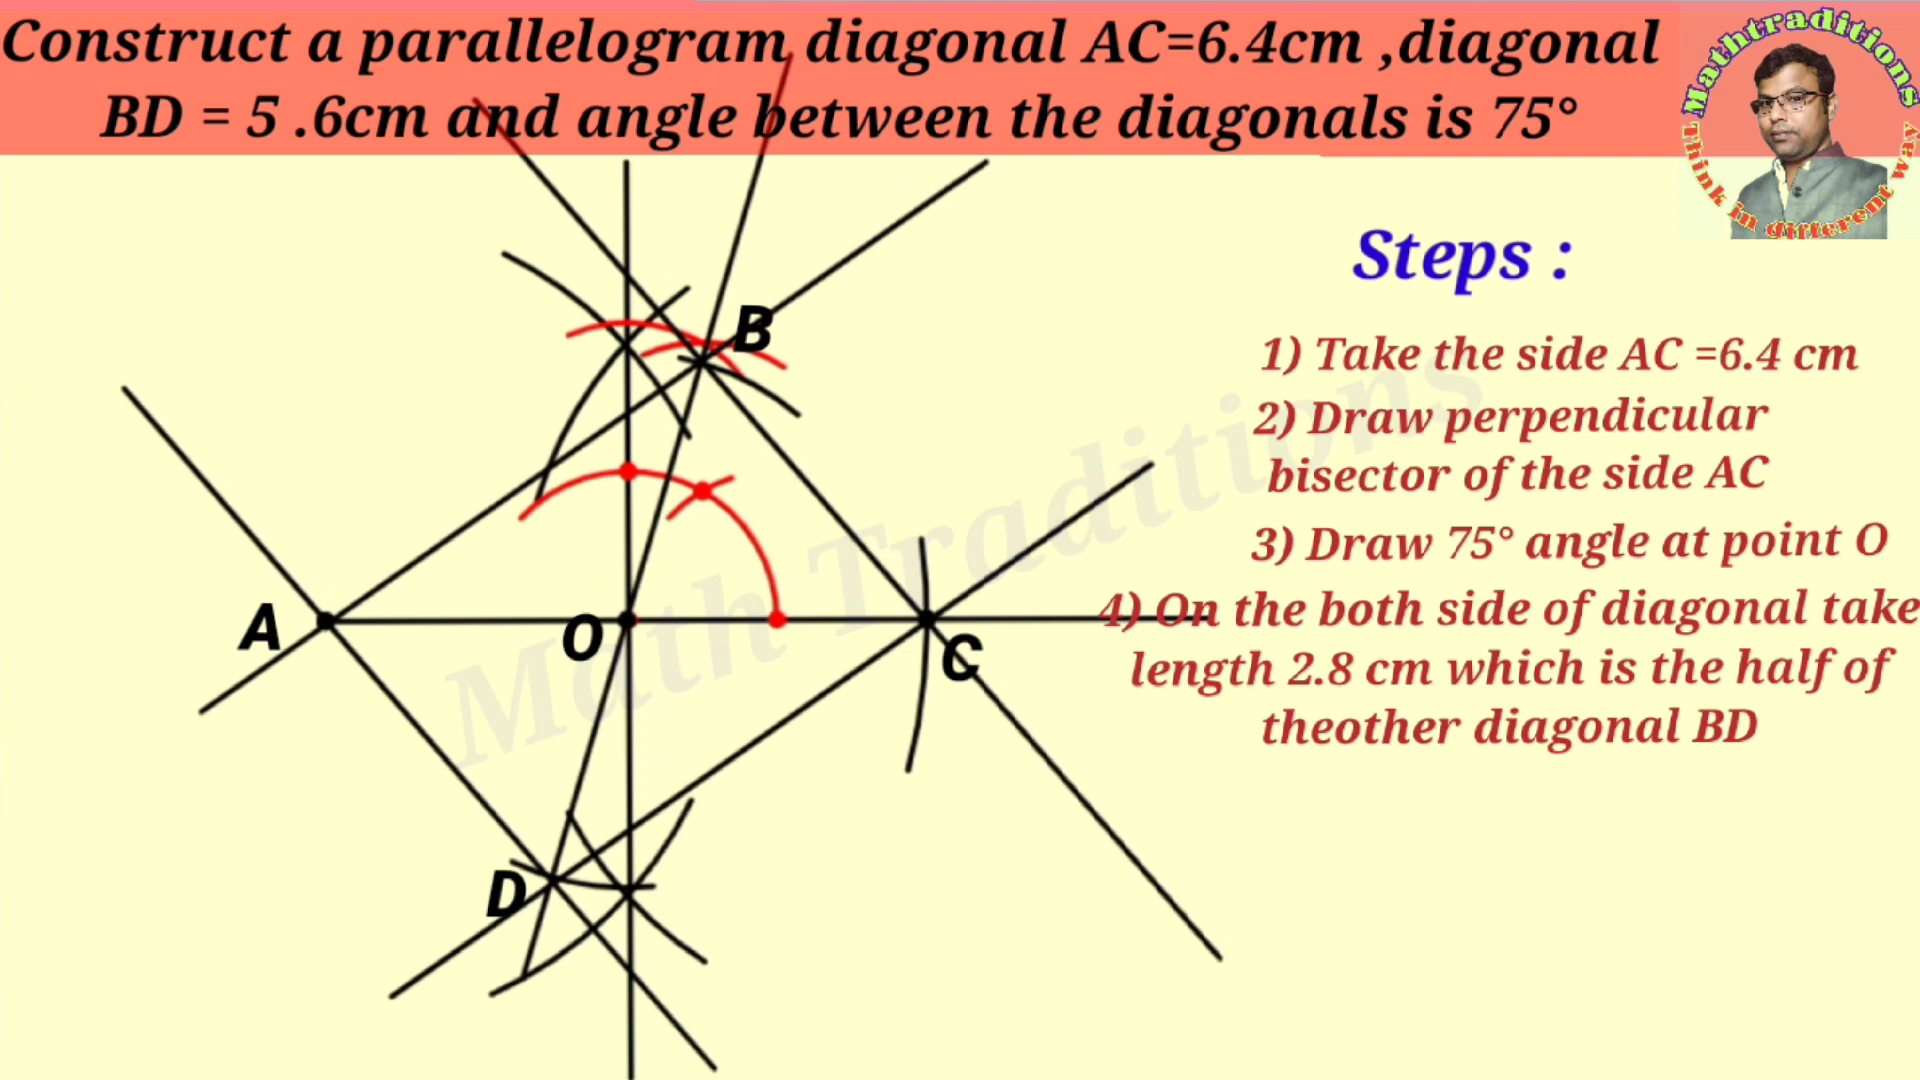 Construct a parallelogram diagonal AC=6.4cm ,diagonal
BD = 5 .6cm and angle between the diagonals is 75°
Mathtraditions
Think in different way
Steps :
1) Take the side AC =6.4 cm
2) Draw perpendicular
bisector of the side AC
3) Draw 75° angle at point O
4) On the both side of diagonal take
length 2.8 cm which is the half of
theother diagonal BD
B
A
O
C
D
Math Traditions